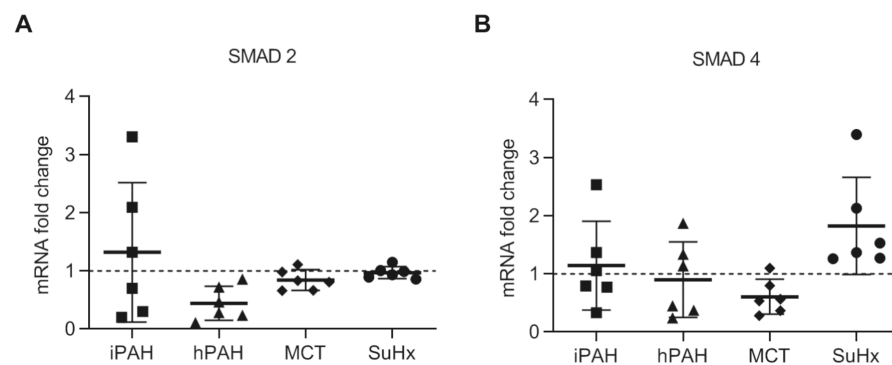 A
SMAD 2
mRNA fold change
4
3
2
1
0
iPAH hPAH MCT SuHx
B
SMAD 4
mRNA fold change
4
3
2
1
0
iPAH hPAH MCT SuHx